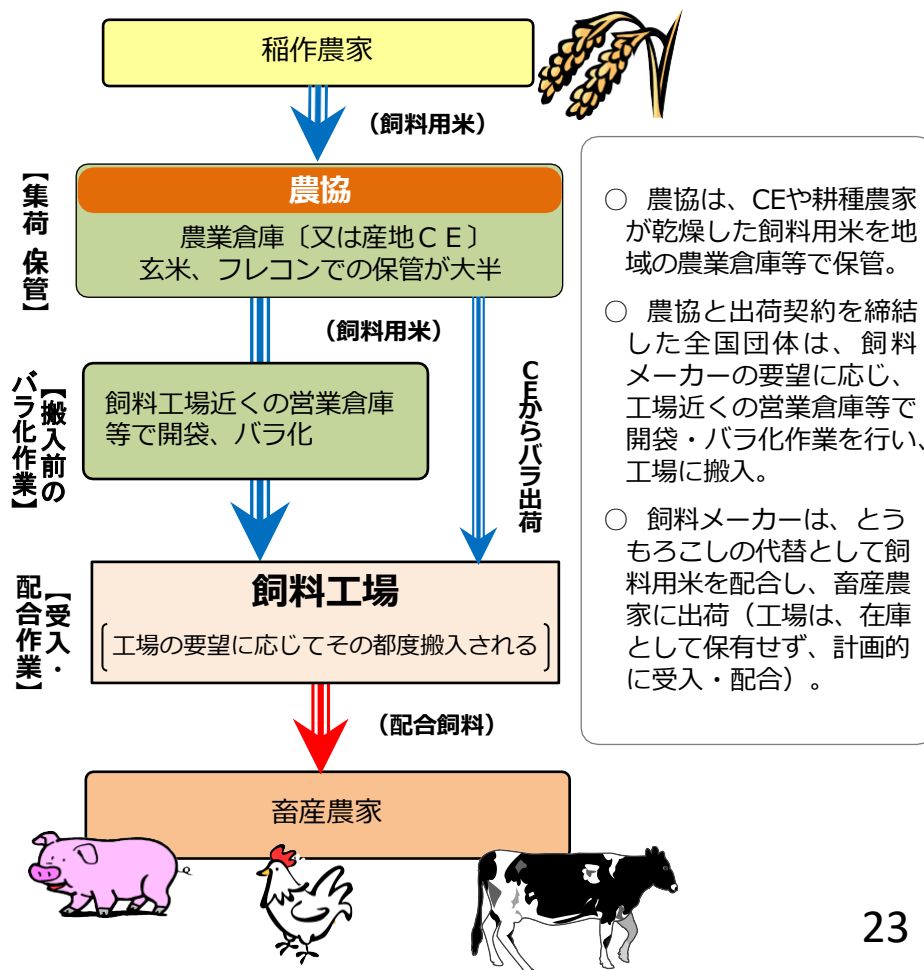 稲作農家
（飼料用米）
【集荷 保管】
農協
農業倉庫〔又は産地ＣＥ〕
玄米、フレコンでの保管が大半
（飼料用米）
【搬入前の
バラ化作業】
飼料工場近くの営業倉庫
等で開袋、バラ化
CEからバラ出荷
【受入・
配合作業】
飼料工場
工場の要望に応じてその都度搬入される
（配合飼料）
畜産農家
○ 農協は、CEや耕種農家
が乾燥した飼料用米を地
域の農業倉庫等で保管。
○ 農協と出荷契約を締結
した全国団体は、飼料
メーカーの要望に応じ、
工場近くの営業倉庫等で
開袋・バラ化作業を行い、
工場に搬入。
○ 飼料メーカーは、とう
もろこしの代替として飼
料用米を配合し、畜産農
家に出荷（工場は、在庫
として保有せず、計画的
に受入・配合）。
23